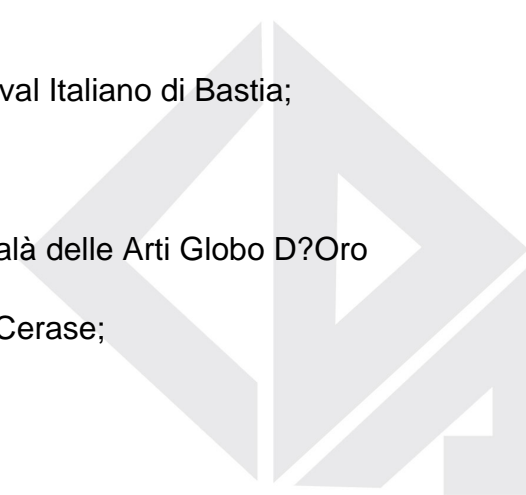 val Italiano di Bastia;
alà delle Arti Globo D?Oro
Cerase;